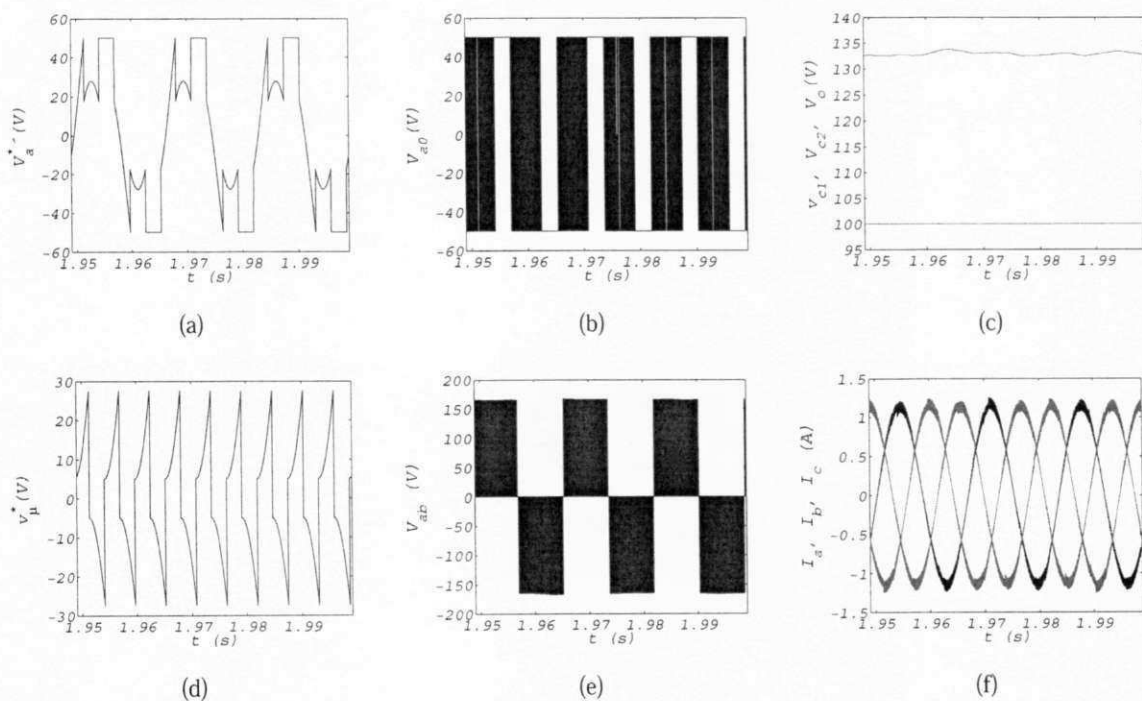 60
40
20
0
-20
-40
-60
V*a´(V)
1.95 1.96 1.97 1.98 1.99
t (s)
(a)
60
40
20
0
-20
-40
-60
Va0(V)
1.95 1.96 1.97 1.98 1.99
t (s)
(b)
140
135
130
125
120
115
110
105
100
95
vc1, Vc2, Vo(V)
1.95 1.96 1.97 1.98 1.99
t (s)
(c)
30
20
10
0
-10
-20
-30
v*μ(V)
1.95 1.96 1.97 1.98 1.99
t (s)
(d)
200
150
100
50
0
-50
-100
-150
-200
Vab (V)
1.95 1.96 1.97 1.98 1.99
t (s)
(e)
1.5
1
0.5
0
-0.5
-1
-1.5
Ia, Ib, Ic (A)
1.95 1.96 1.97 1.98 1.99
t (s)
(f)